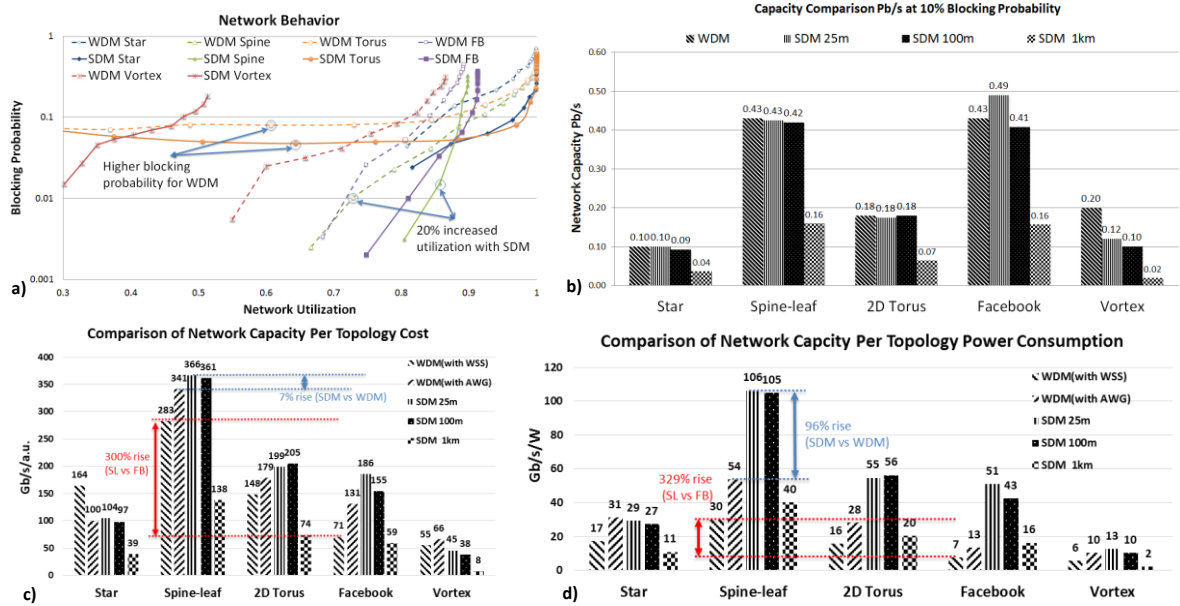 Network Behavior
WDM Star WDM Spine WDM Torus WDM FB
SDM Star SDM Spine SDM Torus SDM FB
WDM Vortex SDM Vortex
Blocking Probability
1
0.1
0.01
0.001
Higher blocking
probability for WDM
20% increased
utilization with SDM
0.3 0.4 0.5 0.6 0.7 0.8 0.9 1
Network Utilization
a)
Capacity Comparison Pb/s at 10% Blocking Probability
WDM SDM 25m SDM 100m SDM 1km
Network Capacity Pb/s
0.60
0.50
0.40
0.30
0.20
0.10
0.00
0.10 0.10 0.09 0.04
0.43 0.43 0.42 0.16
0.18 0.18 0.18 0.07
0.43 0.49 0.41 0.16
0.20 0.12 0.10 0.02
Star Spine-leaf 2D Torus Facebook Vortex
b)
Comparison of Network Capacity Per Topology Cost
Gb/s/a.u.
400
350
300
250
200
150
100
50
0
WDM(with WSS)
WDM(with AWG)
SDM 25m
SDM 100m
SDM 1km
7% rise (SDM vs WDM)
300% rise
(SL vs FB)
164 100 104 97 39
283 341 366 361 138
148 179 199 205 74
71 131 186 155 59
55 66 45 38 8
Star Spine-leaf 2D Torus Facebook Vortex
c)
Comparison of Network Capcity Per Topology Power Consumption
Gb/s/W
120
100
80
60
40
20
0
WDM(with WSS)
WDM(with AWG)
SDM 25m
SDM 100m
SDM 1km
96% rise
(SDM vs WDM)
329% rise
(SL vs FB)
17 31 29 27 11
30 54 106 105 40
16 28 55 56 20
7 13 51 43 16
6 10 13 10 2
Star Spine-leaf 2D Torus Facebook Vortex
d)